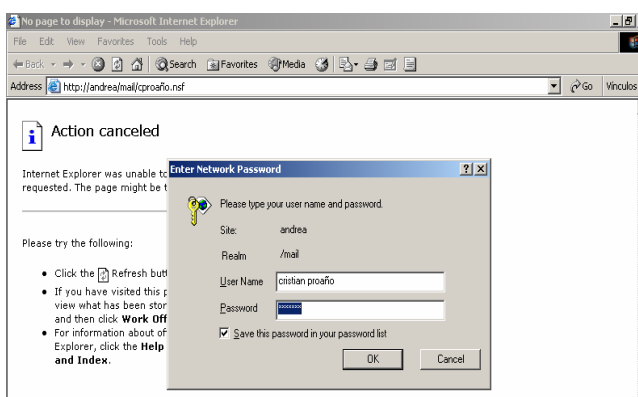 No page to display - Microsoft Internet Explorer
File Edit View Favorites Tools Help
Back Search Favorites Media
Address http://andrea/mail/cproaño.nsf Go Vínculos
Action canceled
Internet Explorer was unable to
requested. The page might be t
Please try the following:
Click the Refresh butt
If you have visited this p
view what has been stor
and then click Work Off
For information about of
Explorer, click the Help
and Index.
Enter Network Password
Please type your user name and password.
Site: andrea
Realm /mail
User Name cristian proaño
Password xxxxxxxx
Save this password in your password list
OK Cancel